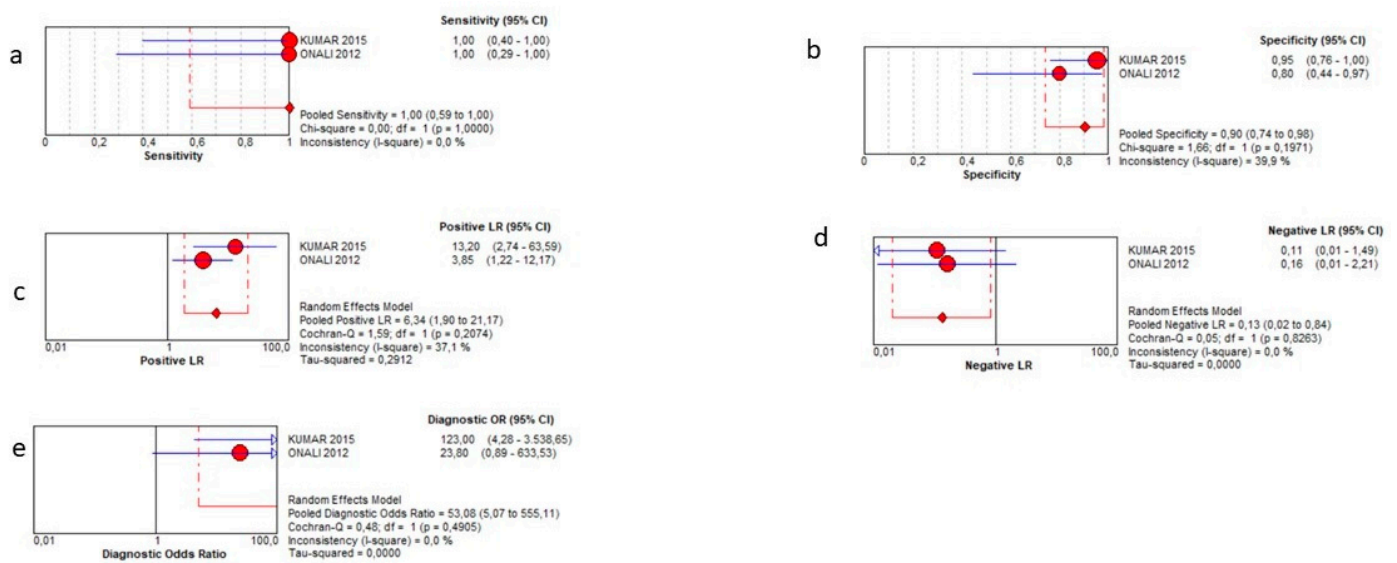 a
Sensitivity (95% CI)
KUMAR 2015 1,00 (0,40 - 1,00)
ONALI 2012 1,00 (0,29 - 1,00)
Pooled Sensitivity = 1,00 (0,59 to 1,00)
Chi-square = 0,00; df = 1 (p = 1,0000)
Inconsistency (I-square) = 0,0 %
0 0,2 0,4 0,6 0,8 1
Sensitivity
b
Specificity (95% CI)
KUMAR 2015 0,95 (0,76 - 1,00)
ONALI 2012 0,80 (0,44 - 0,97)
Pooled Specificity = 0,90 (0,74 to 0,98)
Chi-square = 1,66; df = 1 (p = 0,1971)
Inconsistency (I-square) = 39,9 %
0 0,2 0,4 0,6 0,8 1
Specificity
c
Positive LR (95% CI)
KUMAR 2015 13,20 (2,74 - 63,59)
ONALI 2012 3,85 (1,22 - 12,17)
Random Effects Model
Pooled Positive LR = 6,34 (1,90 to 21,17)
Cochran-Q = 1,59; df = 1 (p = 0,2074)
Inconsistency (I-square) = 37,1 %
Tau-squared = 0,2912
0,01 1 100,0
Positive LR
d
Negative LR (95% CI)
KUMAR 2015 0,11 (0,01 - 1,49)
ONALI 2012 0,16 (0,01 - 2,21)
Random Effects Model
Pooled Negative LR = 0,13 (0,02 to 0,84)
Cochran-Q = 0,05; df = 1 (p = 0,8263)
Inconsistency (I-square) = 0,0 %
Tau-squared = 0,0000
0,01 1 100,0
Negative LR
e
Diagnostic OR (95% CI)
KUMAR 2015 123,00 (4,28 - 3.538,65)
ONALI 2012 23,80 (0,89 - 633,53)
Random Effects Model
Pooled Diagnostic Odds Ratio = 53,08 (5,07 to 555,11)
Cochran-Q = 0,48; df = 1 (p = 0,4905)
Inconsistency (I-square) = 0,0 %
Tau-squared = 0,0000
0,01 1 100,0
Diagnostic Odds Ratio